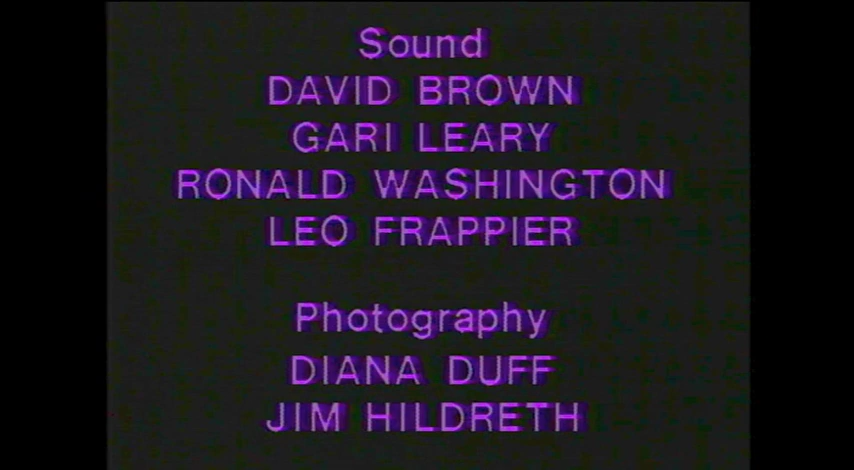 Sound
DAVID BROWN
GARI LEARY
RONALD WASHINGTON
LEO FRAPPIER
Photography
DIANA DUFF
JIM HILDRETH